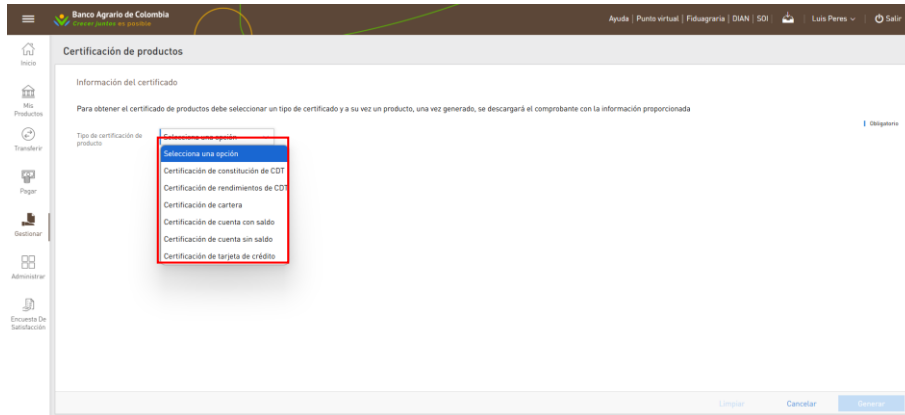 Banco Agrario de Colombia
Crecer juntos es posible
Ayuda | Punto virtual | Fiduagraria | DIAN | SOI | Luis Peres | Salir
Inicio
Mis
Productos
Transferir
Pagar
Gestionar
Administrar
Encuesta De
Satisfacción
Certificación de productos
Información del certificado
Para obtener el certificado de productos debe seleccionar un tipo de certificado y a su vez un producto, una vez generado, se descargará el comprobante con la información proporcionada
Obligatorio
Tipo de certificación de
producto
Selecciona una opción
Selecciona una opción
Certificación de constitución de CDT
Certificación de rendimientos de CDT
Certificación de cartera
Certificación de cuenta con saldo
Certificación de cuenta sin saldo
Certificación de tarjeta de crédito
Limpiar
Cancelar
Generar